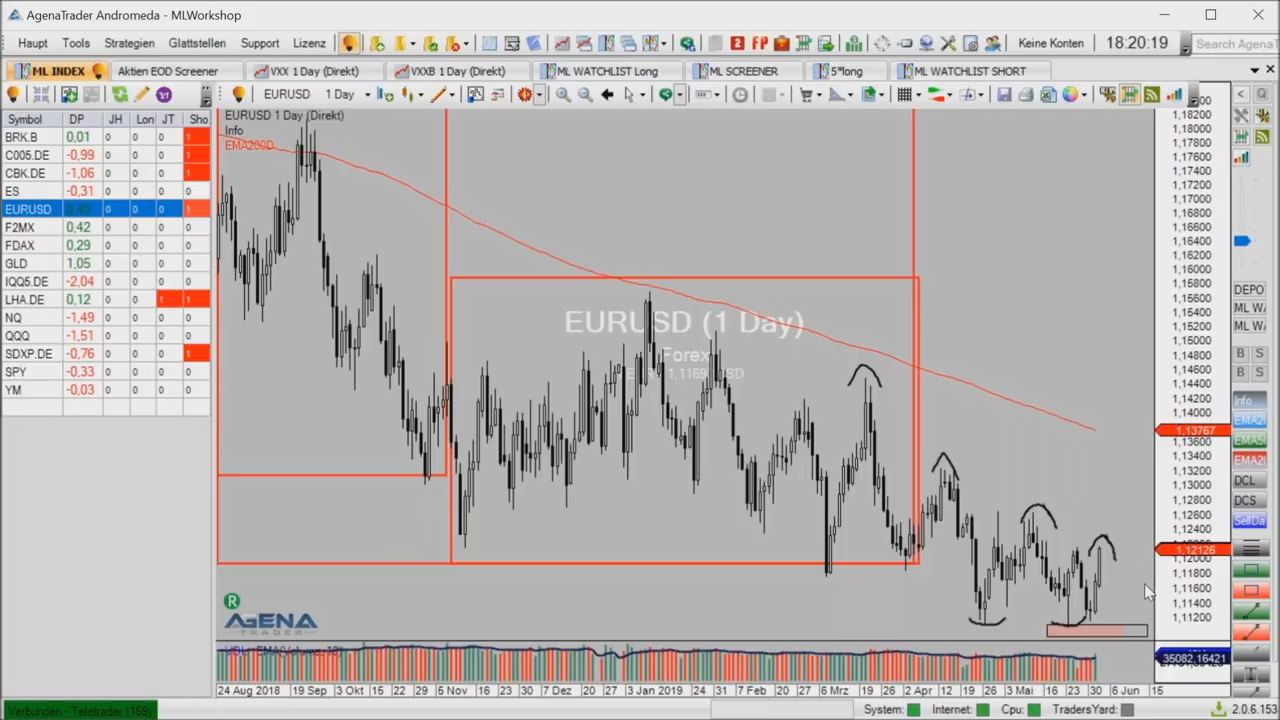 AgenaTrader Andromeda - MLWorkshop
Haupt Tools Strategien Glattstellen Support Lizenz 2 FP Keine Konten 18:20:19 Search AgenaT
ML INDEX Aktien EOD Screener VXX 1 Day (Direkt) VXXB 1 Day (Direkt) ML WATCHLIST Long ML SCREENER 5*long ML WATCHLIST SHORT
EURUSD 1 Day
Symbol DP JH Lon JT Sho
BRK.B 0,01 0 0 0 1
C005.DE -0,99 0 0 0 1
CBK.DE -1,06 0 0 0 1
ES -0,31 0 0 0 0
EURUSD 0 0 0 1
F2MX 0,42 0 0 0 0
FDAX 0,29 0 0 0 0
GLD 1,05 0 0 0 0
IQQ5.DE -2,04 0 0 0 0
LHA.DE 0,12 0 0 1 1
NQ -1,49 0 0 0 0
QQQ -1,51 0 0 0 0
SDXP.DE -0,76 0 0 0 1
SPY -0,33 0 0 0 0
YM -0,03 0 0 0 0
EURUSD 1 Day (Direkt)
Info
EMA200D
EURUSD (1 Day)
Forex
R
AGENA
TRADER
1,18200
1,18000
1,17800
1,17600
1,17400
1,17200
1,17000
1,16800
1,16600
1,16400
1,16200
1,16000
1,15800
1,15600
1,15400
1,15200
1,15000
1,14800
1,14600
1,14400
1,14200
1,14000
1,13767
1,13600
1,13400
1,13200
1,13000
1,12800
1,12600
1,12400
1,12126
1,12000
1,11800
1,11600
1,11400
1,11200
35082,16421
DEPO
ML W
ML W
B S
B S
Info
EMA2
EMA5
EMA2
DCL
DCS
SellDa
24 Aug 2018 19 Sep 3 Okt 15 22 29 5 Nov 16 23 30 7 Dez 20 27 3 Jan 2019 24 31 7 Feb 20 27 6 Mrz 19 26 2 Apr 12 19 26 3 Mai 16 23 30 6 Jun 15
Verbunden - Teletrader [169] System: Internet: Cpu: TradersYard: 2.0.6.153